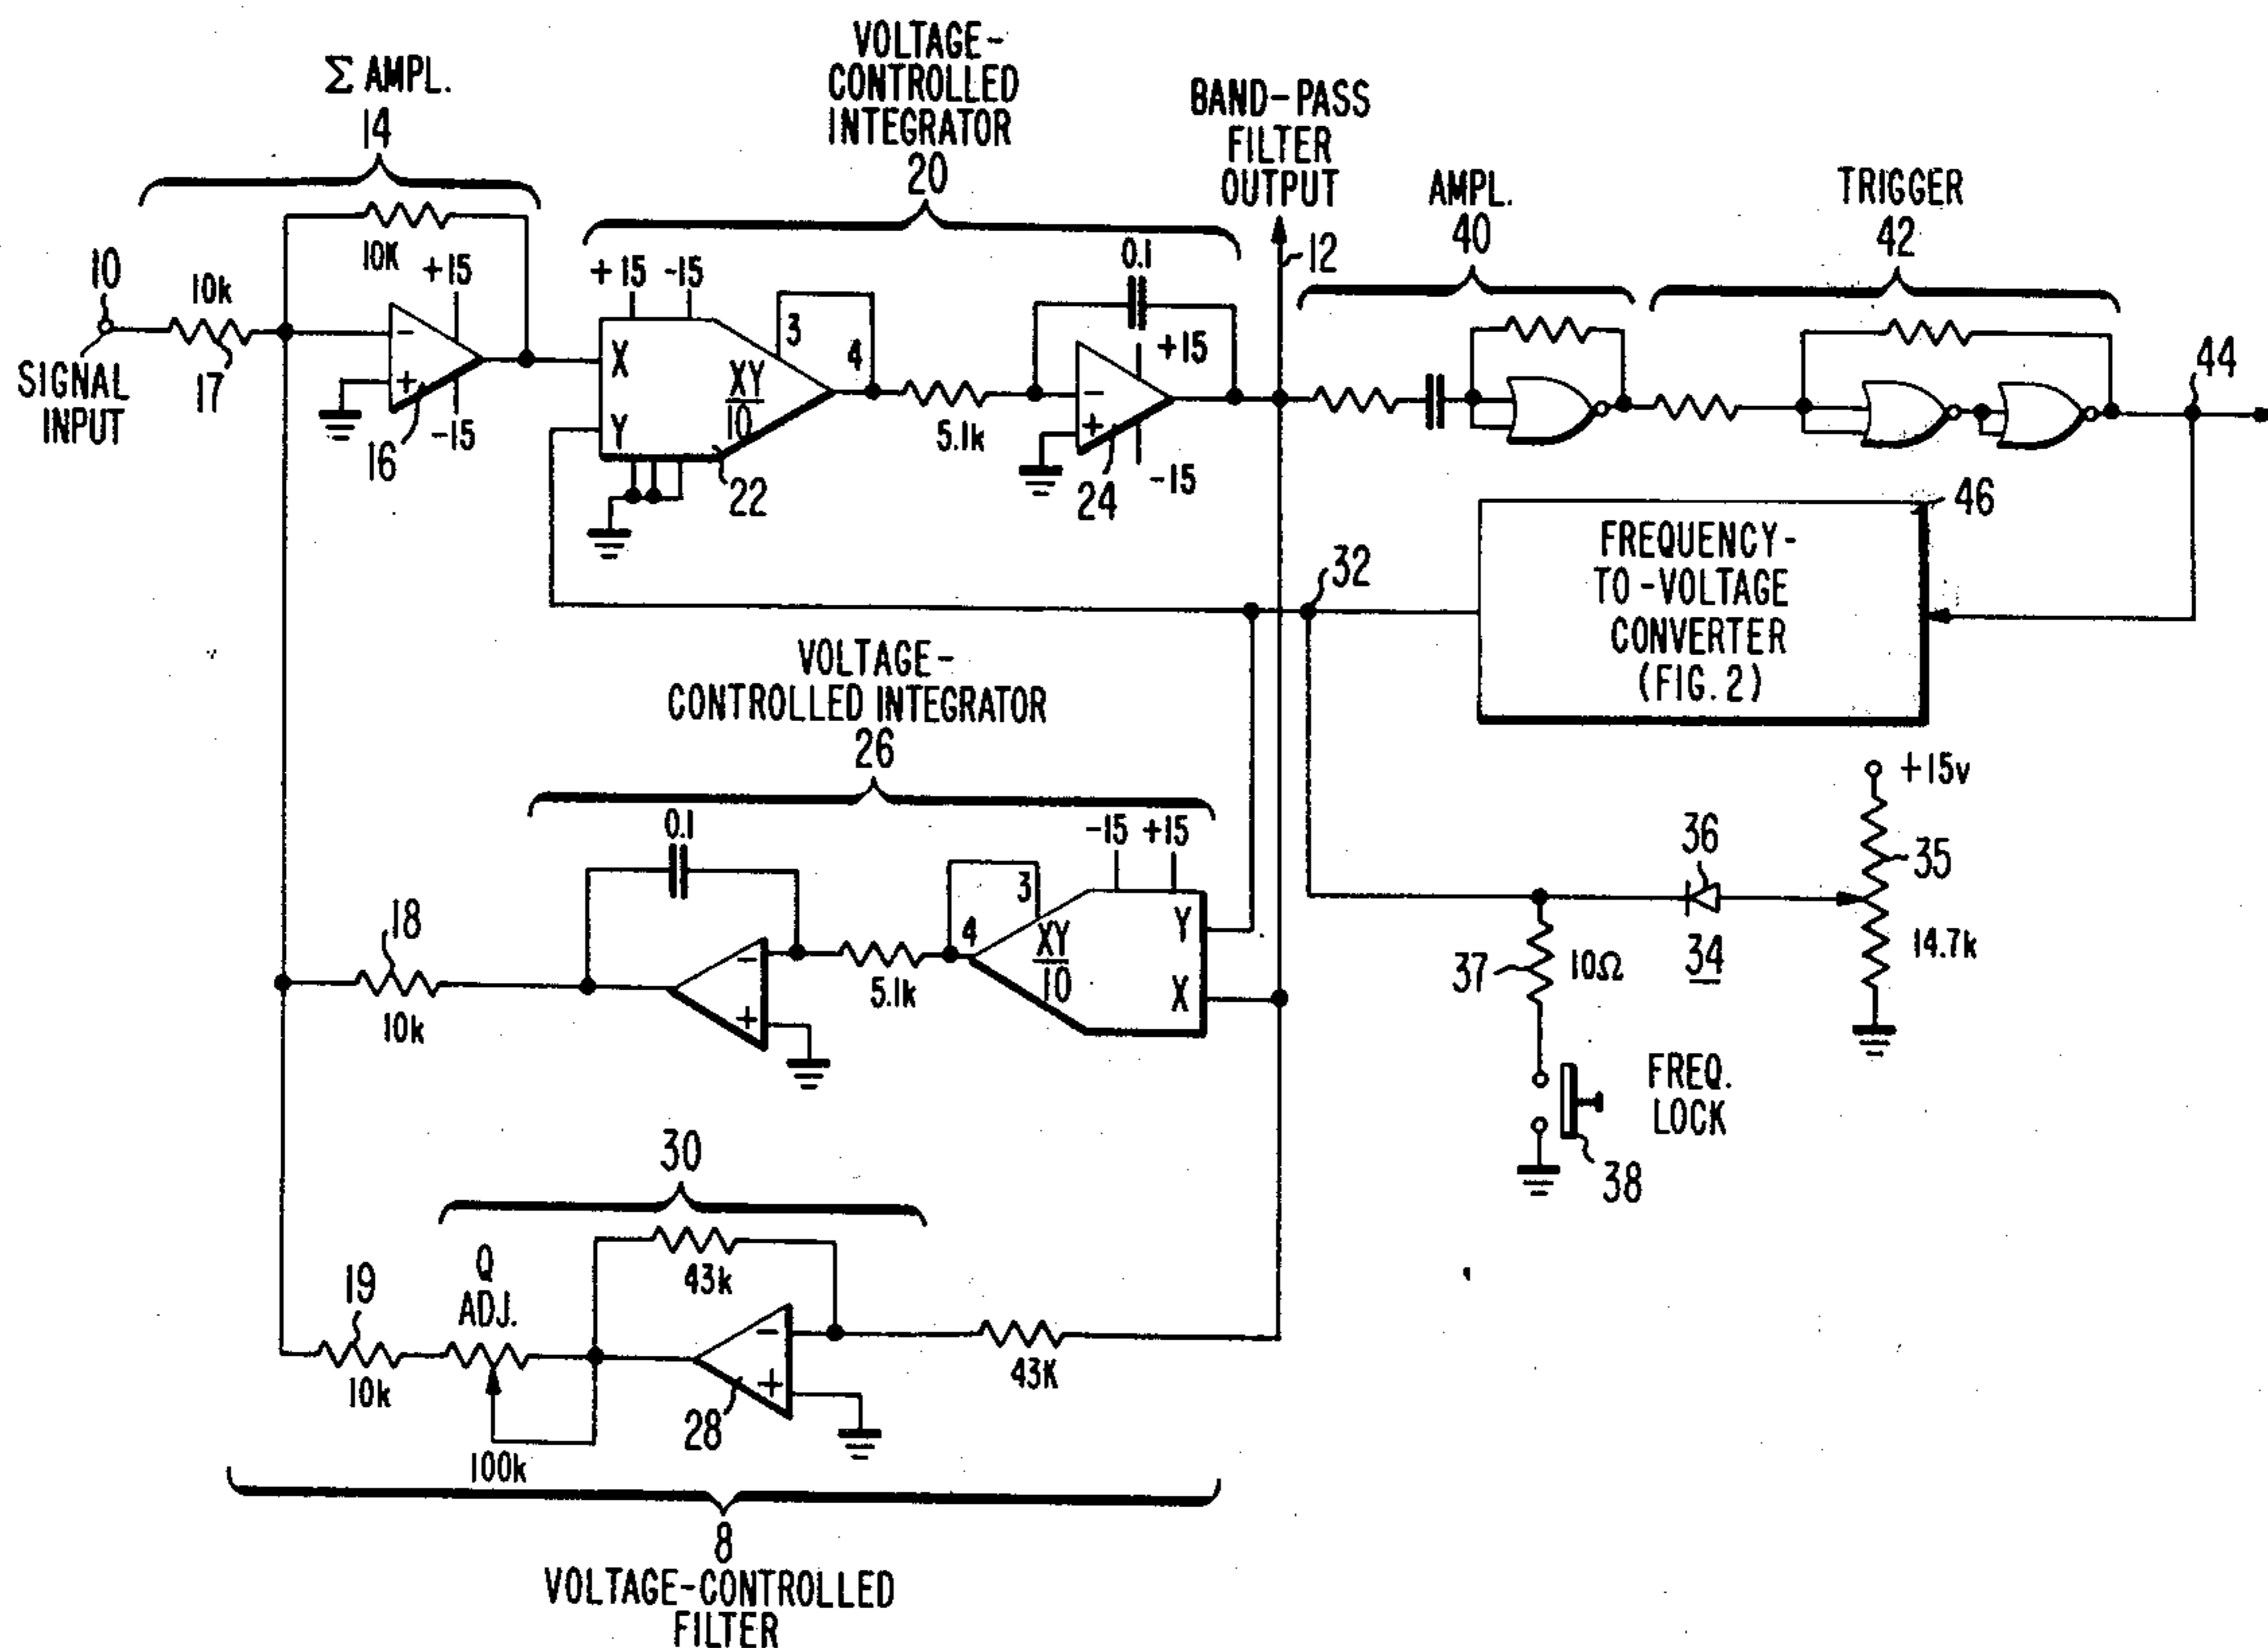 Σ AMPL.
14
VOLTAGE-
CONTROLLED
INTEGRATOR
20
BAND-PASS
FILTER
OUTPUT
12
AMPL.
40
TRIGGER
42
10
SIGNAL
INPUT
10k
17
10K
+15
-
+
-15
16
+15 -15
X
Y
XY
10
3
4
22
5.1k
0.1
+15
-
+
-15
24
44
32
FREQUENCY-
TO-VOLTAGE
CONVERTER
(FIG. 2)
46
VOLTAGE-
CONTROLLED INTEGRATOR
26
0.1
-15 +15
18
10k
-
+
5.1k
4
3
XY
10
Y
X
36
34
+15v
35
14.7k
37
10Ω
FREQ.
LOCK
38
30
43k
Q
ADJ.
19
10k
100k
-
+
28
43K
8
VOLTAGE-CONTROLLED
FILTER